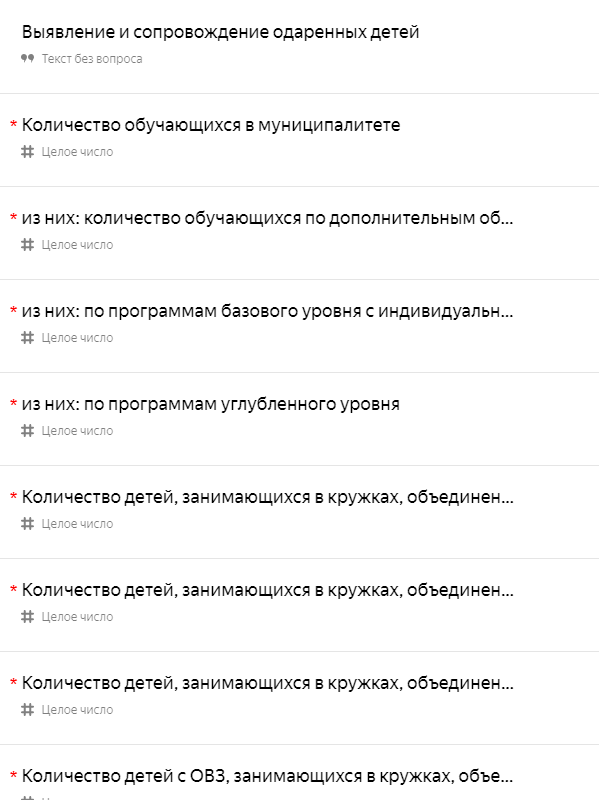 Выявление и сопровождение одаренных детей
Текст без вопроса
* Количество обучающихся в муниципалитете
Целое число
* из них: количество обучающихся по дополнительным об...
Целое число
* из них: по программам базового уровня с индивидуальн...
Целое число
* из них: по программам углубленного уровня
Целое число
* Количество детей, занимающихся в кружках, объединен...
Целое число
* Количество детей, занимающихся в кружках, объединен...
Целое число
* Количество детей, занимающихся в кружках, объединен...
Целое число
* Количество детей с ОВЗ, занимающихся в кружках, объе...